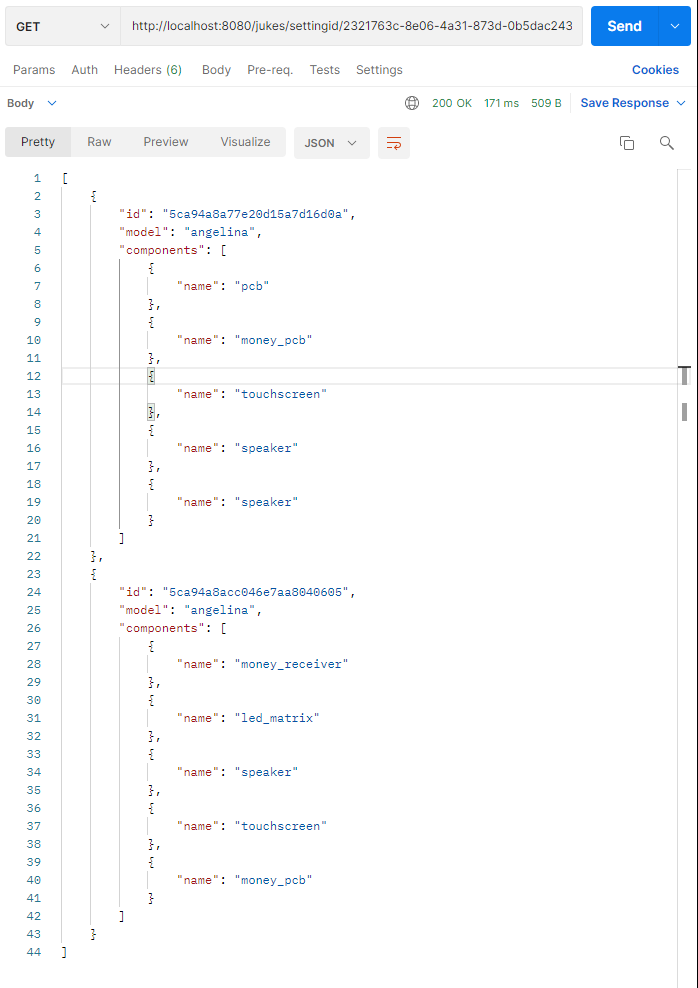 GET http://localhost:8080/jukes/settingid/2321763c-8e06-4a31-873d-0b5dac243 Send
Params Auth Headers (6) Body Pre-req. Tests Settings Cookies
Body 200 OK 171 ms 509 B Save Response
Pretty Raw Preview Visualize JSON
1 [
2 {
3 "id": "5ca94a8a77e20d15a7d16d0a",
4 "model": "angelina",
5 "components": [
6 {
7 "name": "pcb"
8 },
9 {
10 "name": "money_pcb"
11 },
12 {
13 "name": "touchscreen"
14 },
15 {
16 "name": "speaker"
17 },
18 {
19 "name": "speaker"
20 }
21 ]
22 },
23 {
24 "id": "5ca94a8acc046e7aa8040605",
25 "model": "angelina",
26 "components": [
27 {
28 "name": "money_receiver"
29 },
30 {
31 "name": "led_matrix"
32 },
33 {
34 "name": "speaker"
35 },
36 {
37 "name": "touchscreen"
38 },
39 {
40 "name": "money_pcb"
41 }
42 ]
43 }
44 ]